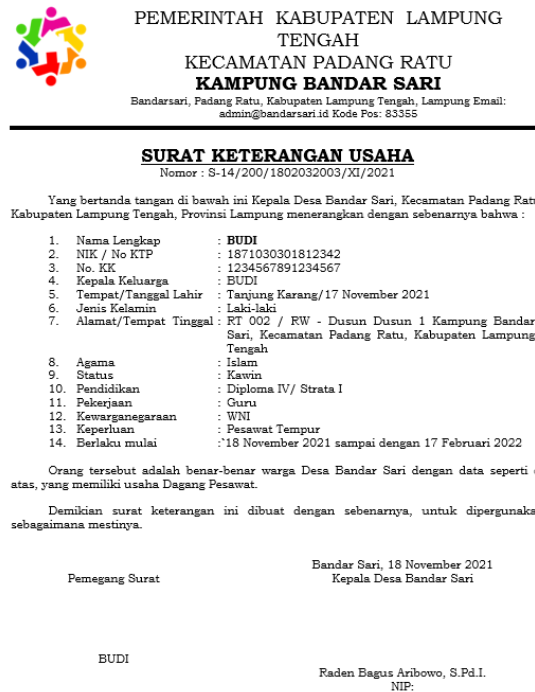 PEMERINTAH KABUPATEN LAMPUNG
TENGAH
KECAMATAN PADANG RATU
KAMPUNG BANDAR SARI
Bandarsari, Padang Ratu, Kabupaten Lampung Tengah, Lampung Email:
admin@bandarsari.id Kode Pos: 83355
SURAT KETERANGAN USAHA
Nomor : S-14/200/1802032003/XI/2021
Yang bertanda tangan di bawah ini Kepala Desa Bandar Sari, Kecamatan Padang Ratu
Kabupaten Lampung Tengah, Provinsi Lampung menerangkan dengan sebenarnya bahwa :
1. Nama Lengkap : BUDI
2. NIK / No KTP : 1871030301812342
3. No. KK : 1234567891234567
4. Kepala Keluarga : BUDI
5. Tempat/Tanggal Lahir : Tanjung Karang/17 November 2021
6. Jenis Kelamin : Laki-laki
7. Alamat/Tempat Tinggal : RT 002 / RW - Dusun Dusun 1 Kampung Bandar
Sari, Kecamatan Padang Ratu, Kabupaten Lampung
Tengah
8. Agama : Islam
9. Status : Kawin
10. Pendidikan : Diploma IV/ Strata I
11. Pekerjaan : Guru
12. Kewarganegaraan : WNI
13. Keperluan : Pesawat Tempur
14. Berlaku mulai :`18 November 2021 sampai dengan 17 Februari 2022
Orang tersebut adalah benar-benar warga Desa Bandar Sari dengan data seperti
atas, yang memiliki usaha Dagang Pesawat.
Demikian surat keterangan ini dibuat dengan sebenarnya, untuk dipergunaka
sebagaimana mestinya.
Bandar Sari, 18 November 2021
Pemegang Surat Kepala Desa Bandar Sari
BUDI
Raden Bagus Aribowo, S.Pd.I.
NIP: